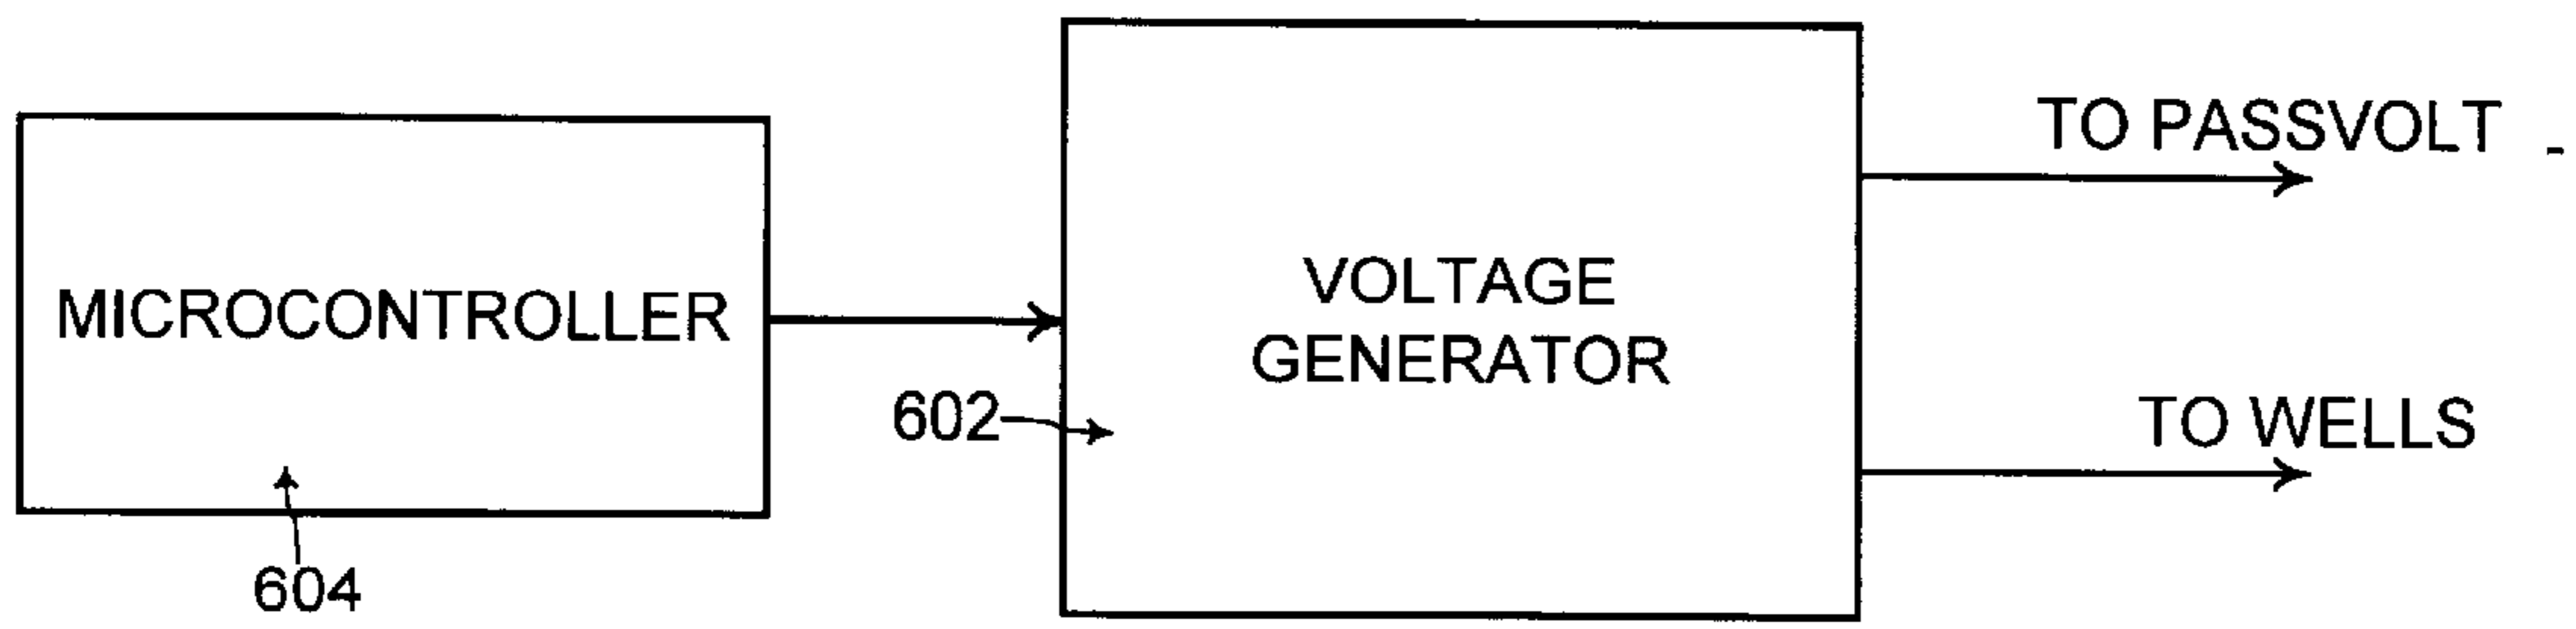 TO PASSVOLT
MICROCONTROLLER
VOLTAGE
GENERATOR
602
TO WELLS
604